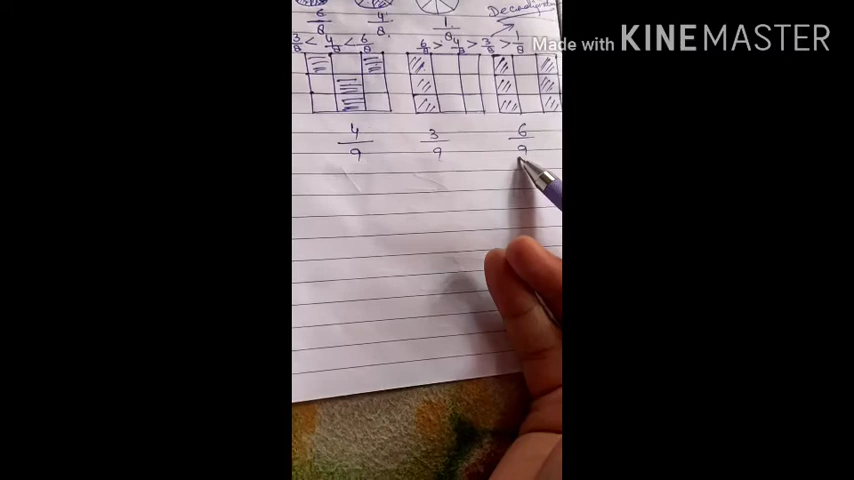 6/8 4/8 1/8 Descending
3/8 < 4/8 < 6/8 6/8 > 4/8 > 3/8 > 1/8
Made with KINEMASTER
4/9 3/9 6/9